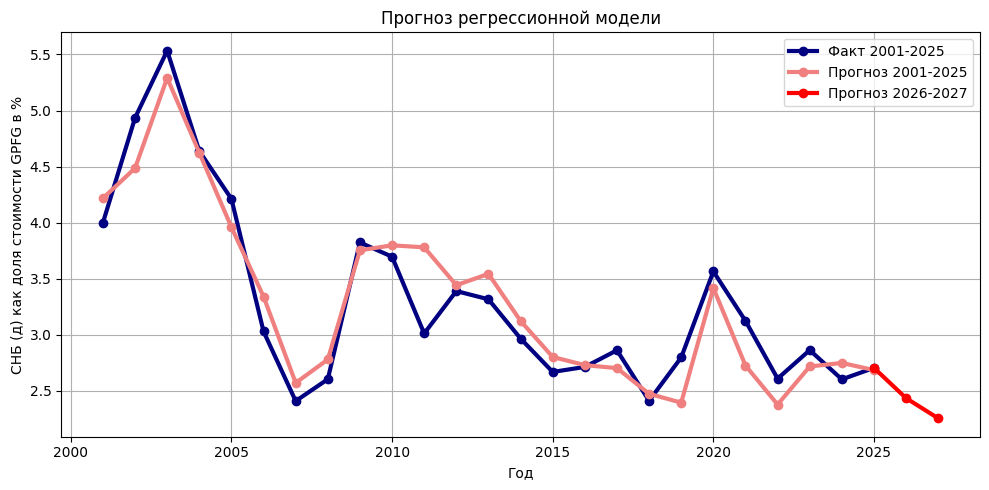 Прогноз регрессионной модели
Факт 2001-2025
Прогноз 2001-2025
Прогноз 2026-2027
СНБ (д) как доля стоимости GPFG в %
5.5
5.0
4.5
4.0
3.5
3.0
2.5
2000
2005
2010
2015
2020
2025
Год